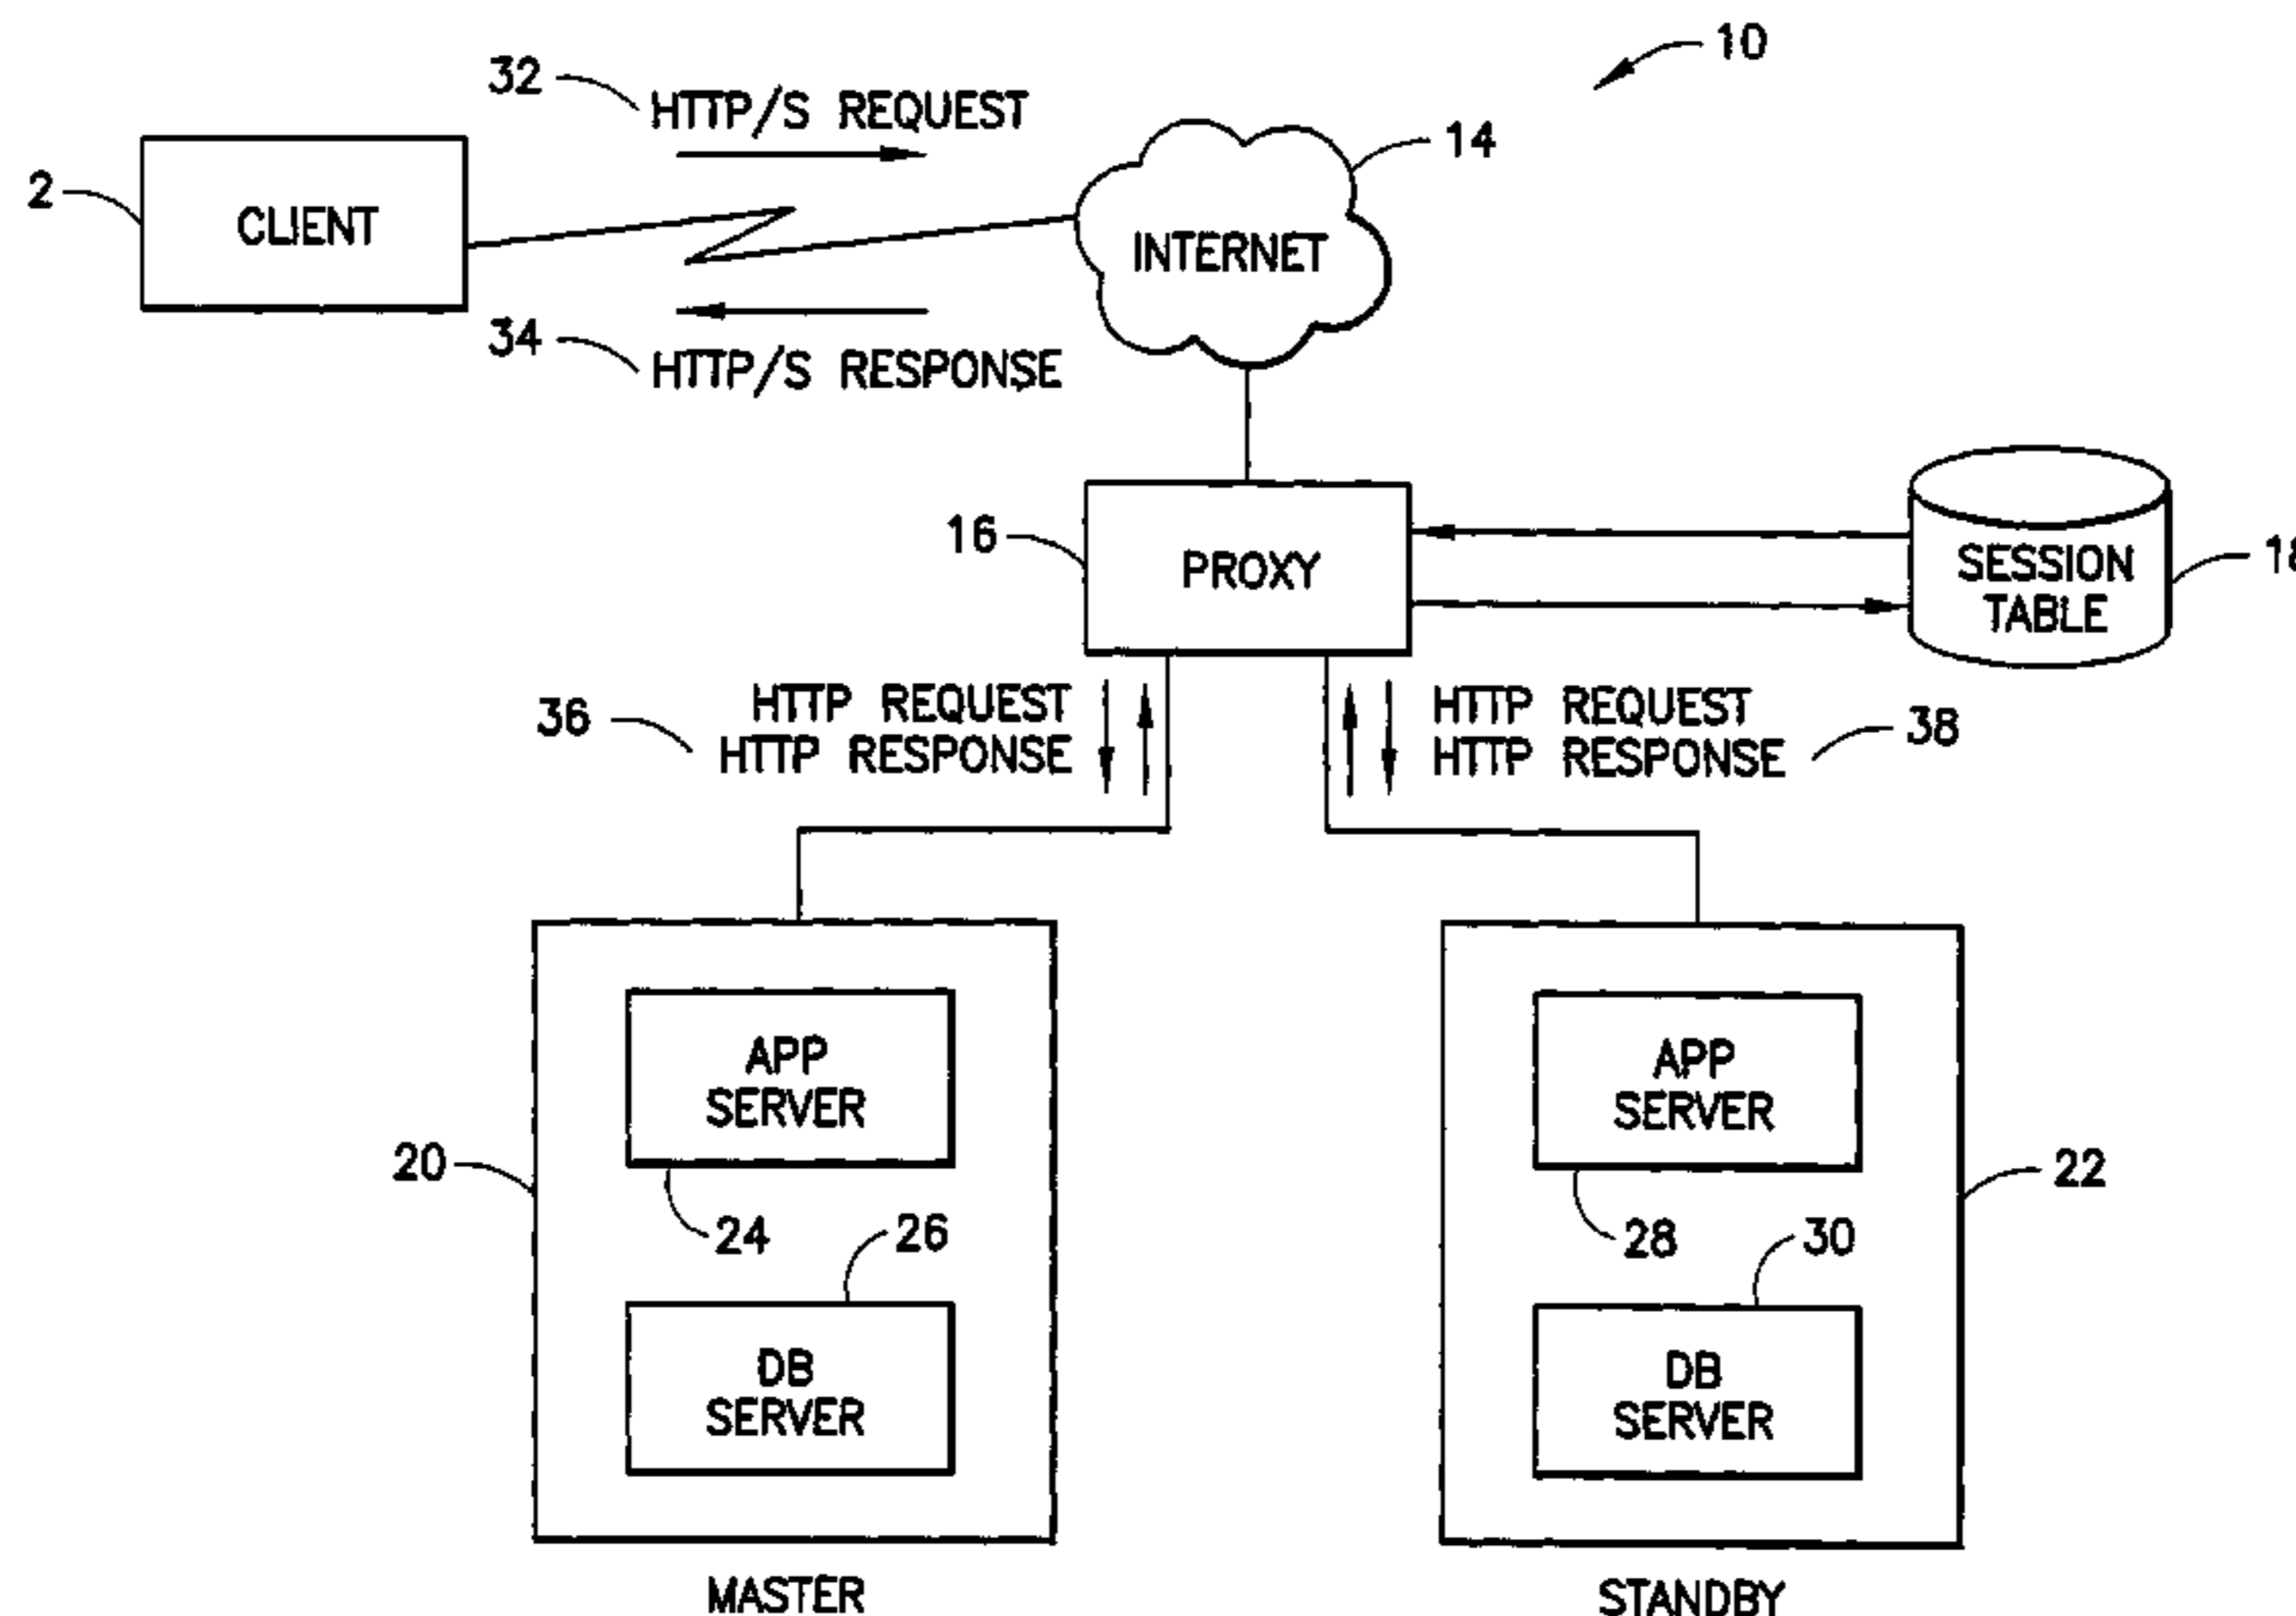 10
32
HTTP/S REQUEST
14
2
CLIENT
INTERNET
34
HTTP/S RESPONSE
16
PROXY
SESSION
TABLE
18
36
HTTP REQUEST
HTTP RESPONSE
HTTP REQUEST
HTTP RESPONSE
38
APP
SERVER
APP
SERVER
20
22
24
26
28
30
DB
SERVER
DB
SERVER
MASTER
STANDBY